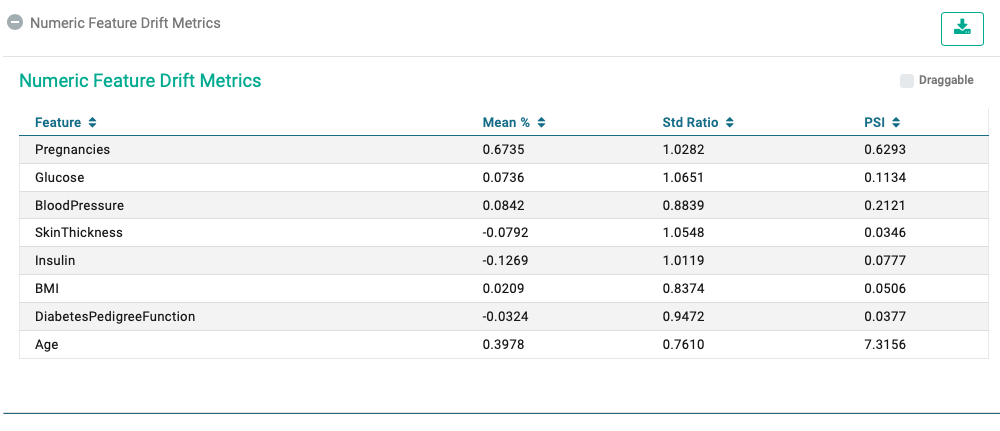 Numeric Feature Drift Metrics
Numeric Feature Drift Metrics
Draggable
Feature Mean % Std Ratio PSI
Pregnancies 0.6735 1.0282 0.6293
Glucose 0.0736 1.0651 0.1134
BloodPressure 0.0842 0.8839 0.2121
SkinThickness -0.0792 1.0548 0.0346
Insulin -0.1269 1.0119 0.0777
BMI 0.0209 0.8374 0.0506
DiabetesPedigreeFunction -0.0324 0.9472 0.0377
Age 0.3978 0.7610 7.3156